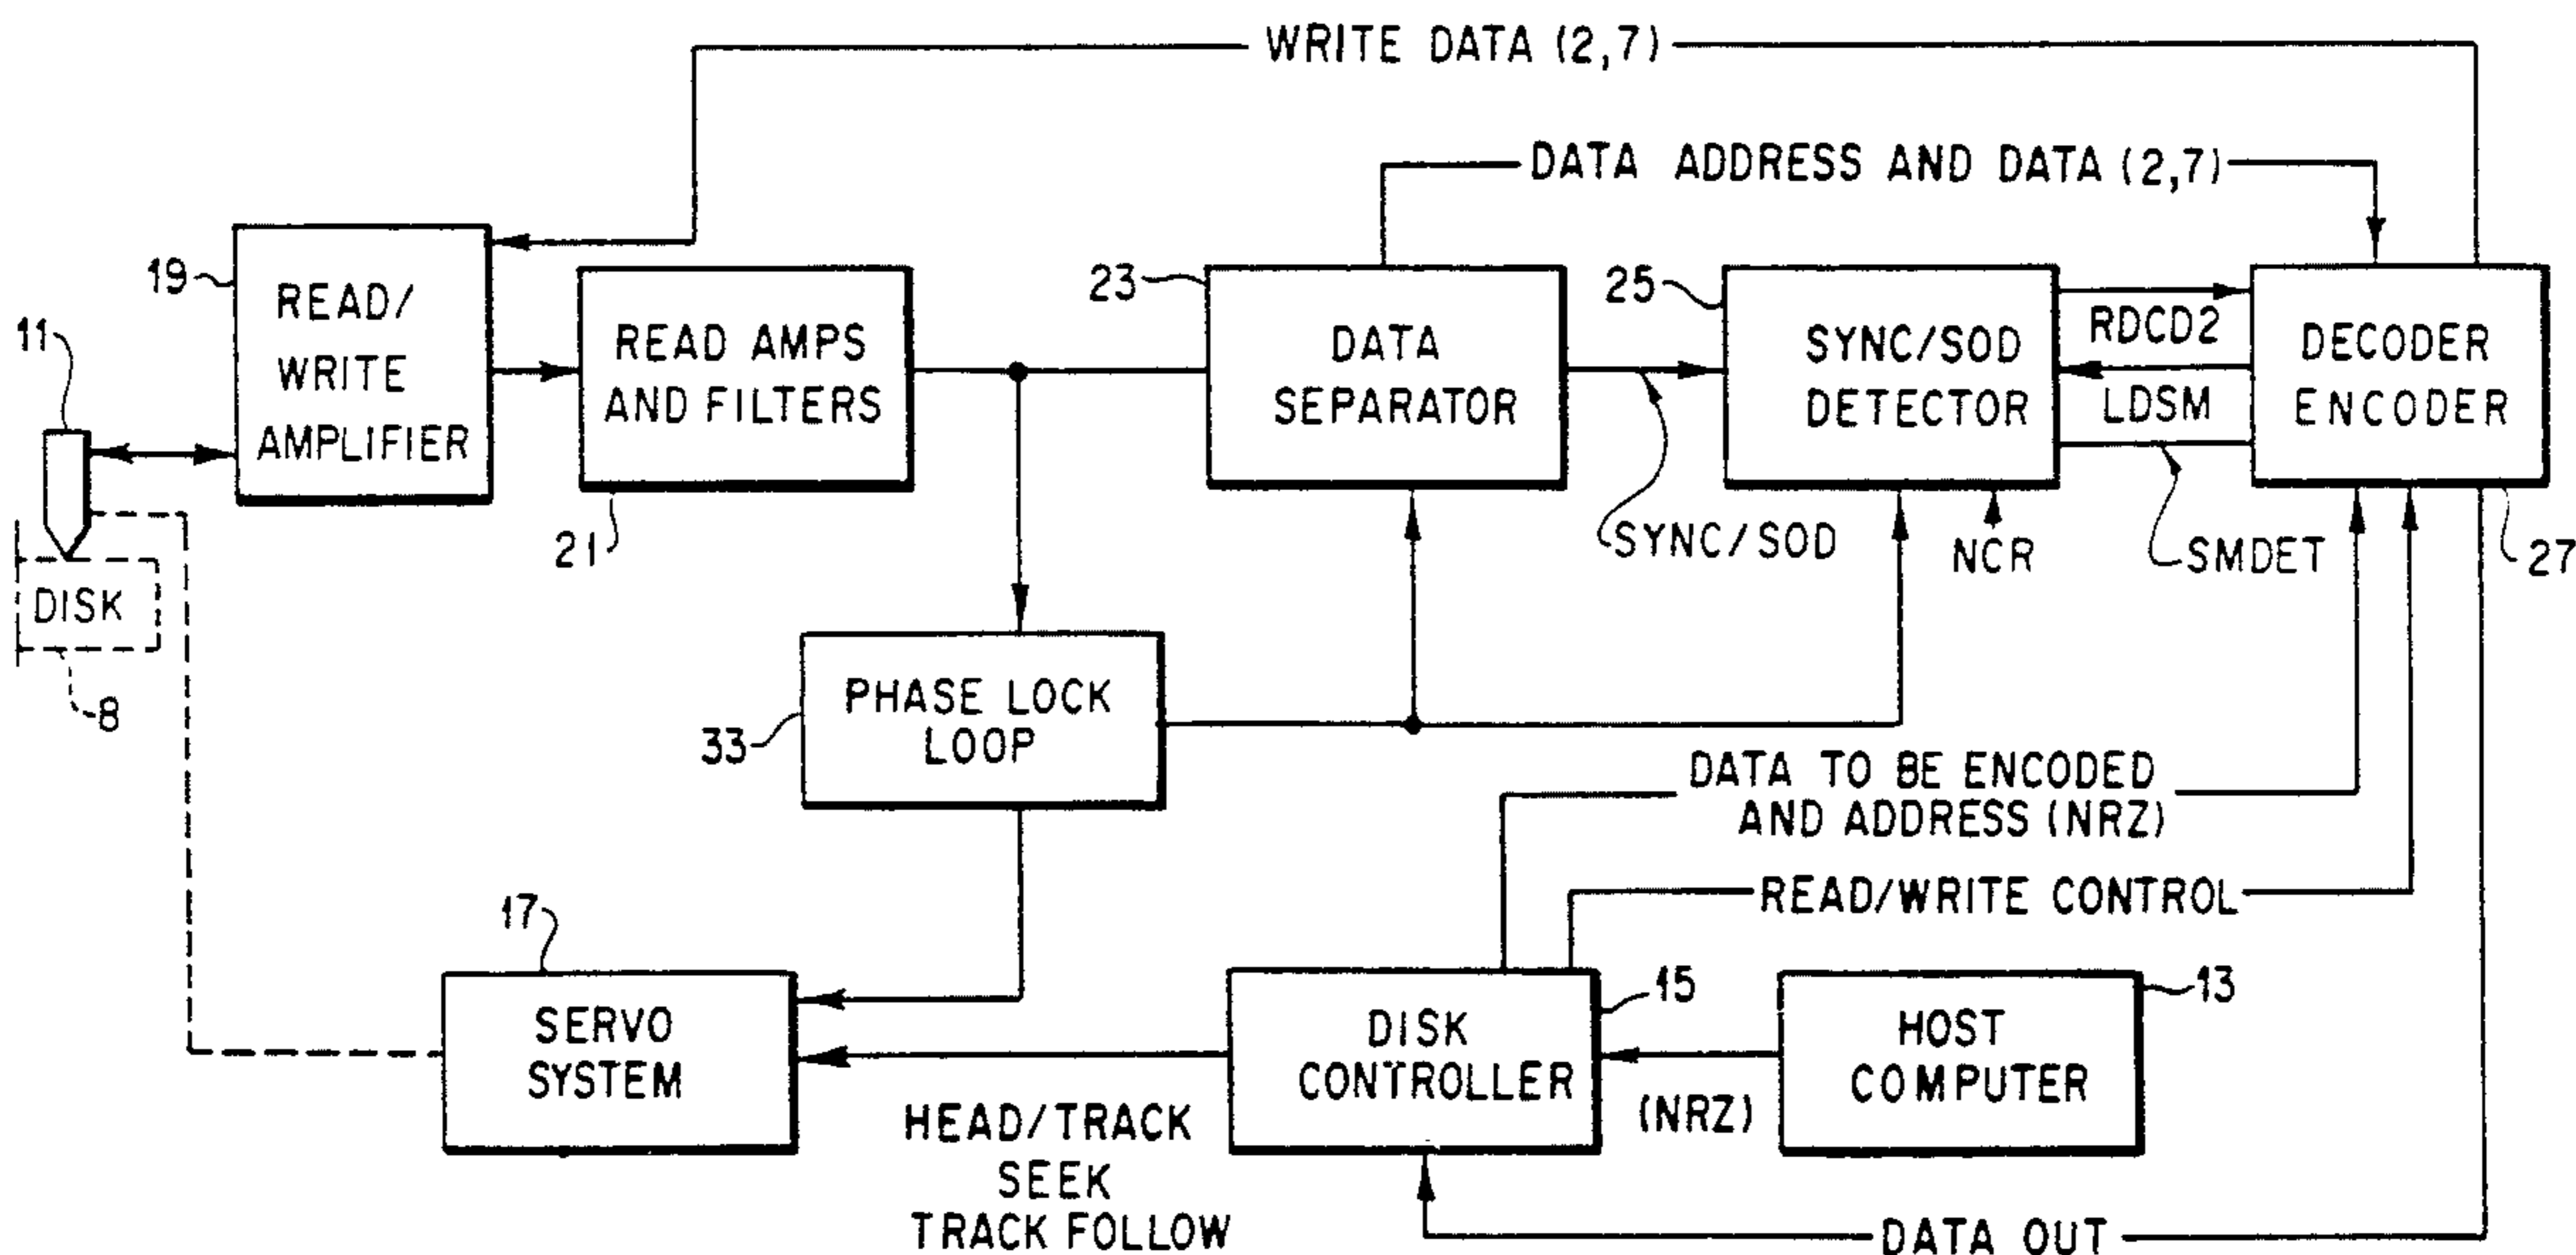 WRITE DATA (2,7)
DATA ADDRESS AND DATA (2,7)
19
READ/
WRITE
AMPLIFIER
11
DISK
8
READ AMPS
AND FILTERS
21
23
DATA
SEPARATOR
SYNC/SOD
25
SYNC/SOD
DETECTOR
NCR
RDCD2
LDSM
SMDET
DECODER
ENCODER
27
33
PHASE LOCK
LOOP
DATA TO BE ENCODED
AND ADDRESS (NRZ)
READ/WRITE CONTROL
17
SERVO
SYSTEM
HEAD/TRACK
SEEK
TRACK FOLLOW
15
DISK
CONTROLLER
(NRZ)
13
HOST
COMPUTER
DATA OUT